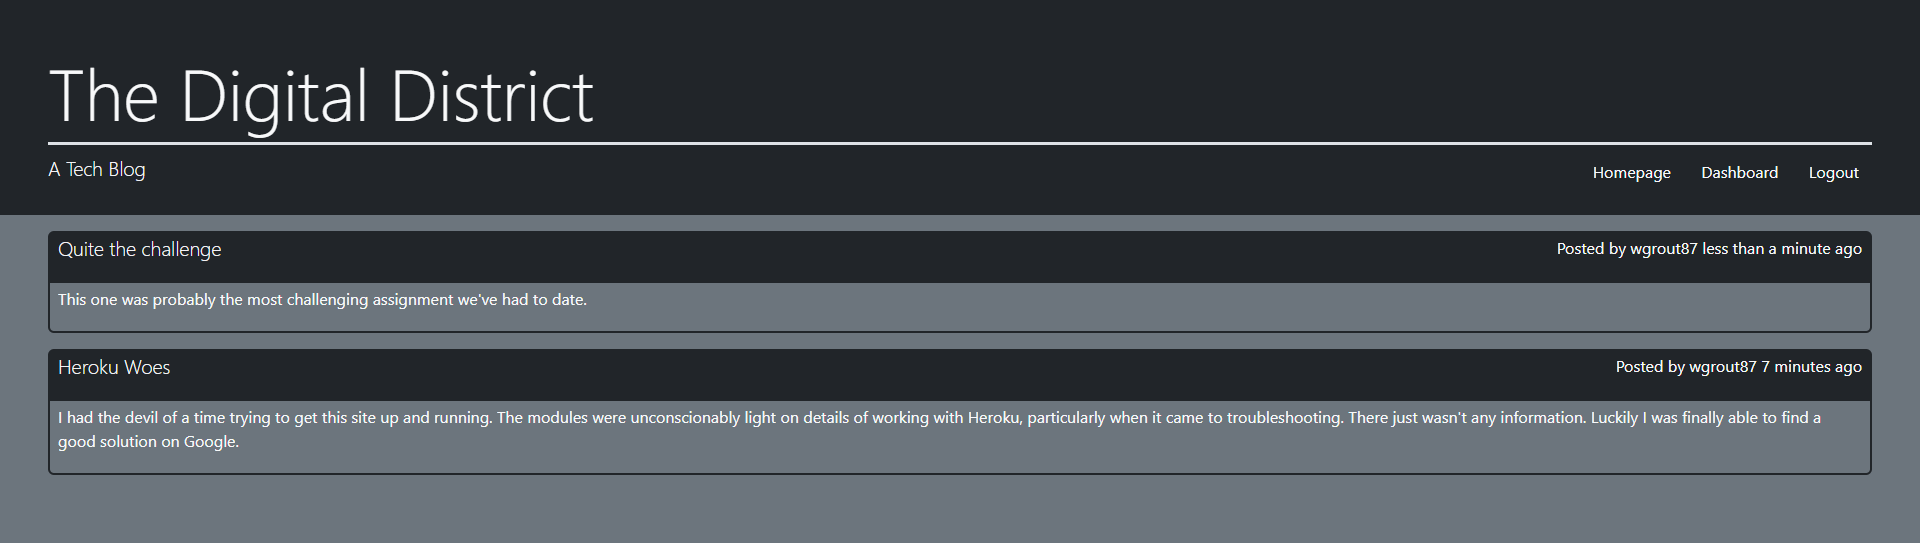 The Digital District
A Tech Blog
Homepage Dashboard Logout
Quite the challenge
Posted by wgrout87 less than a minute ago
This one was probably the most challenging assignment we've had to date.
Heroku Woes
Posted by wgrout87 7 minutes ago
I had the devil of a time trying to get this site up and running. The modules were unconscionably light on details of working with Heroku, particularly when it came to troubleshooting. There just wasn't any information. Luckily I was finally able to find a
good solution on Google.